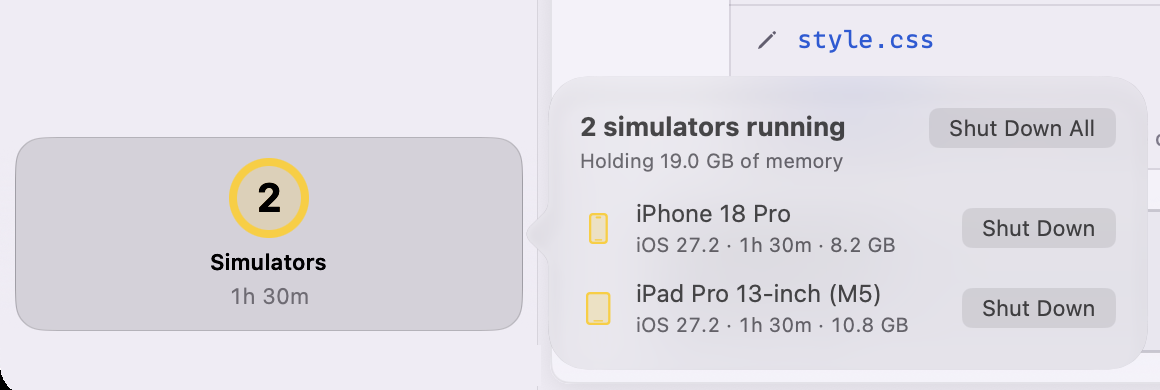 style.css
2 simulators running
Shut Down All
Holding 19.0 GB of memory
2
Simulators
1h 30m
iPhone 18 Pro
iOS 27.2 · 1h 30m · 8.2 GB
Shut Down
iPad Pro 13-inch (M5)
iOS 27.2 · 1h 30m · 10.8 GB
Shut Down